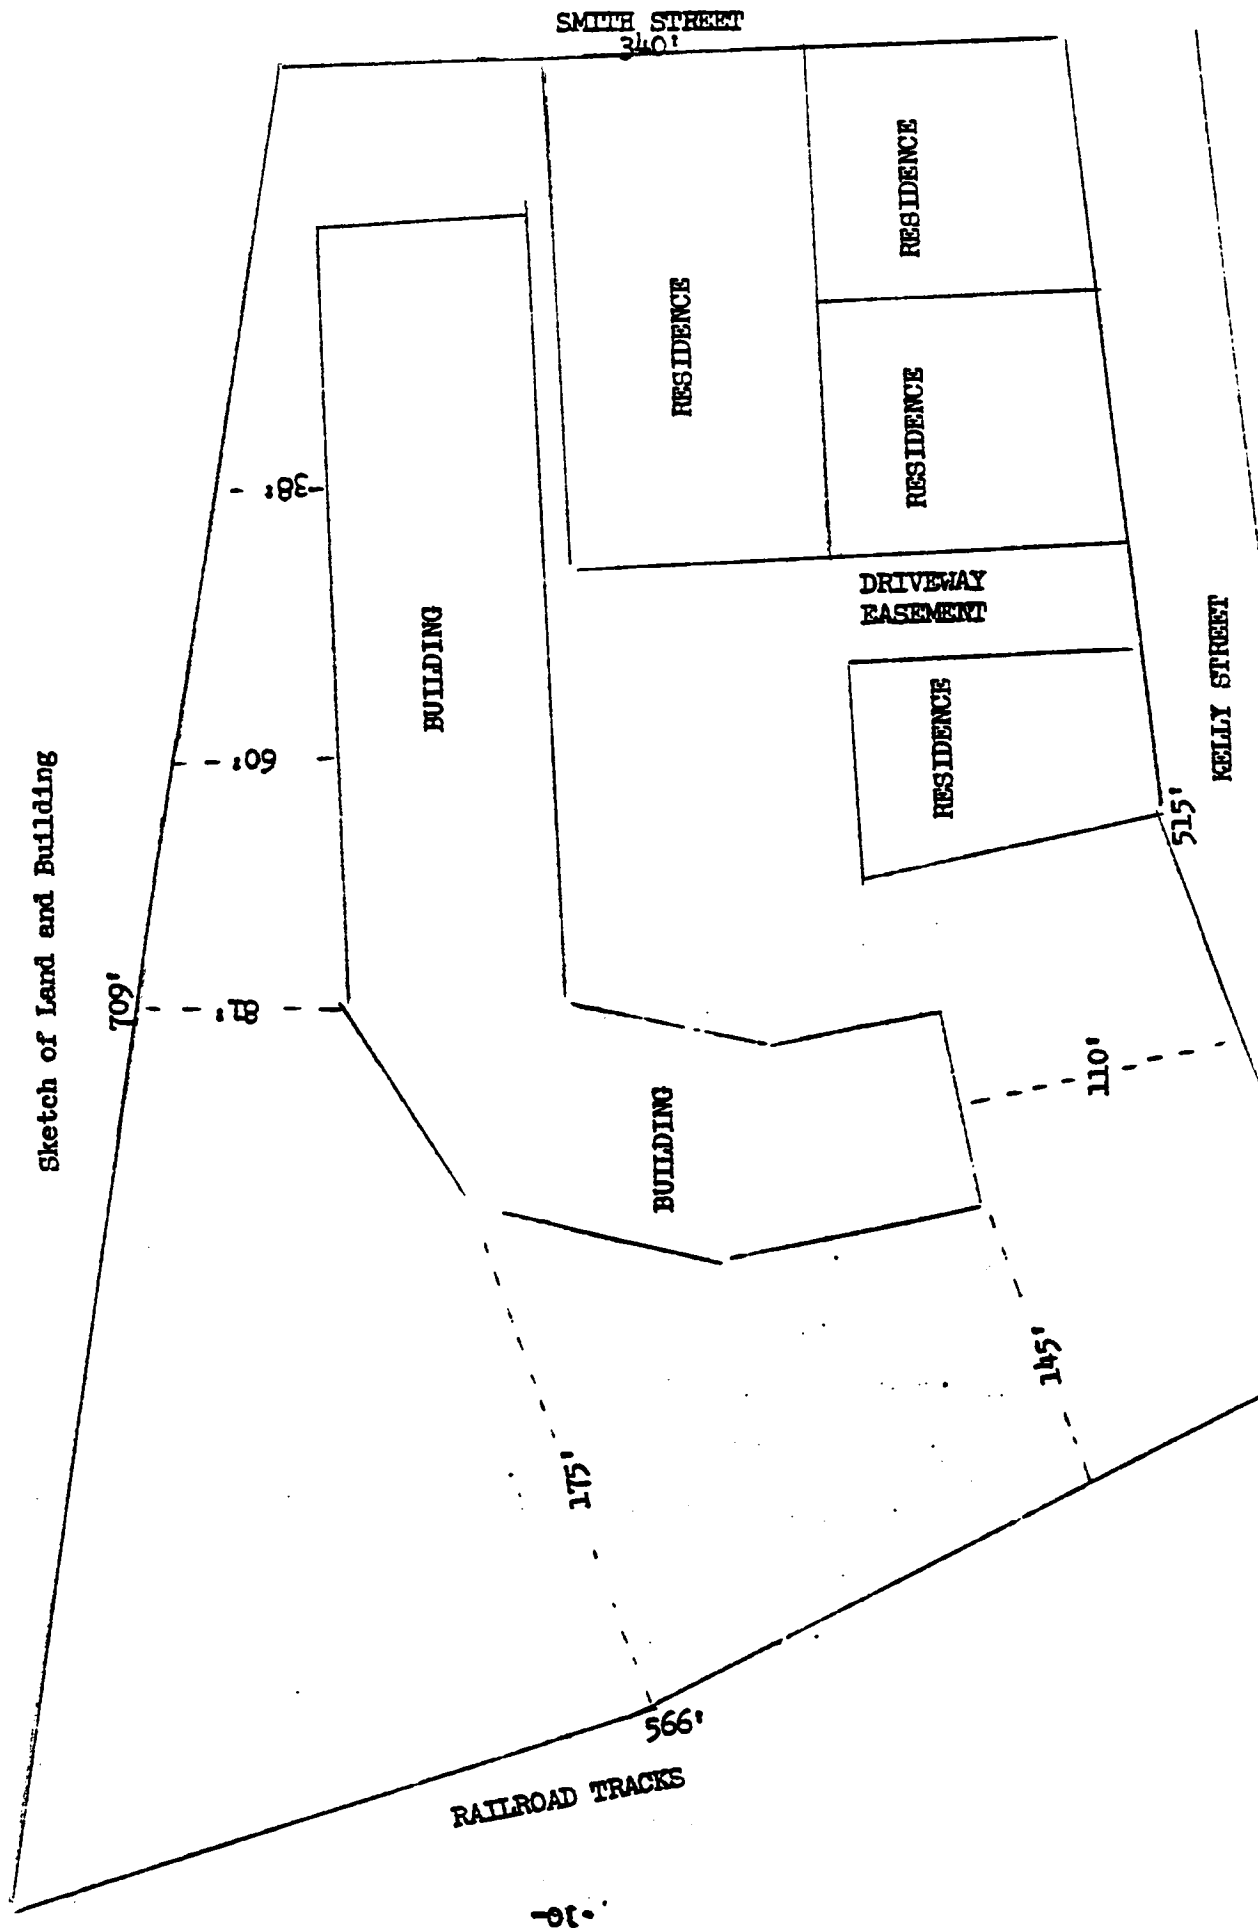 SMITH STREET
340'
RESIDENCE
RESIDENCE
RESIDENCE
38'
DRIVEWAY
EASEMENT
BUILDING
RESIDENCE
KELLY STREET
60'
Sketch of Land and Building
515'
709'
81'
110'
BUILDING
145'
175'
566'
RAILROAD TRACKS
-10-